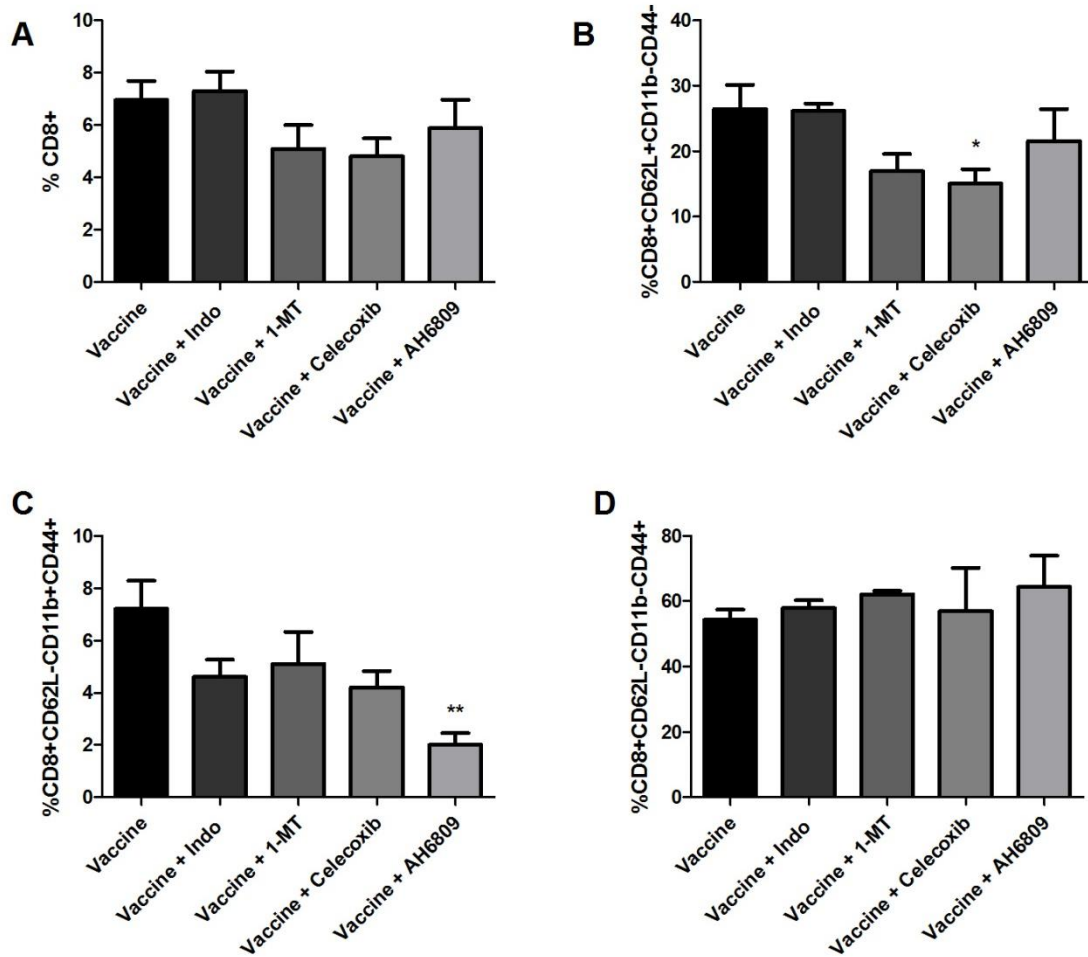 A
% CD8+
10
8
6
4
2
0
Vaccine
Vaccine + Indo
Vaccine + 1-MT
Vaccine + Celecoxib
Vaccine + AH6809
B
%CD8+CD62L+CD11b-CD44-
40
30
20
10
0
*
Vaccine
Vaccine + Indo
Vaccine + 1-MT
Vaccine + Celecoxib
Vaccine + AH6809
C
%CD8+CD62L-CD11b+CD44+
10
8
6
4
2
0
**
Vaccine
Vaccine + Indo
Vaccine + 1-MT
Vaccine + Celecoxib
Vaccine + AH6809
D
%CD8+CD62L-CD11b-CD44+
80
60
40
20
0
Vaccine
Vaccine + Indo
Vaccine + 1-MT
Vaccine + Celecoxib
Vaccine + AH6809